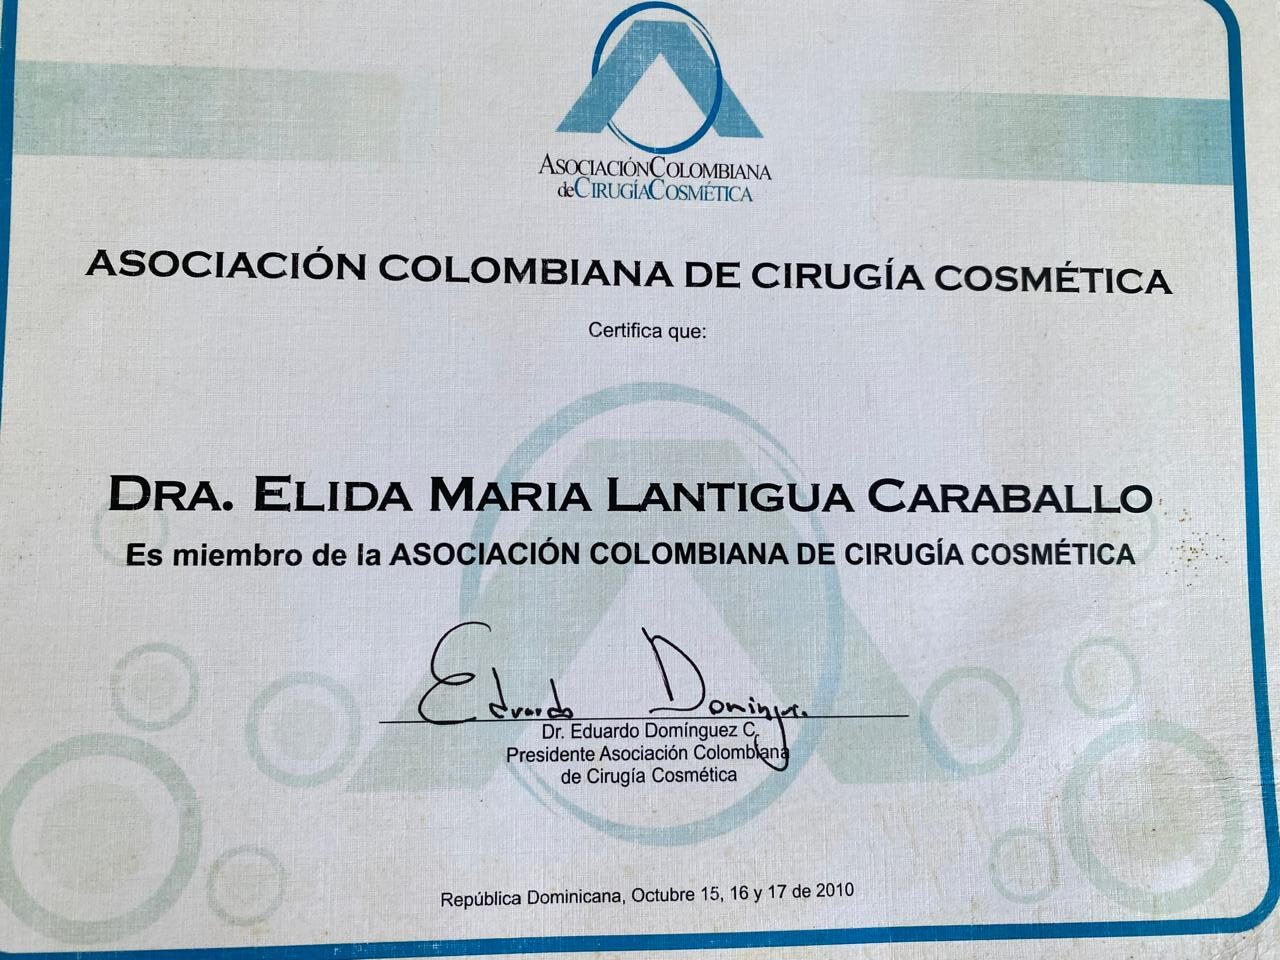 ASOCIACIÓNCOLOMBIANA
deCIRUGÍACOSMÉTICA
ASOCIACIÓN COLOMBIANA DE CIRUGÍA COSMÉTICA
Certifica que:
DRA. ELIDA MARIA LANTIGUA CARABALLO
Es miembro de la ASOCIACIÓN COLOMBIANA DE CIRUGÍA COSMÉTICA
Eduardo Domingu
Dr. Eduardo Domínguez C.
Presidente Asociación Colombiana
de Cirugía Cosmética
República Dominicana, Octubre 15, 16 y 17 de 2010